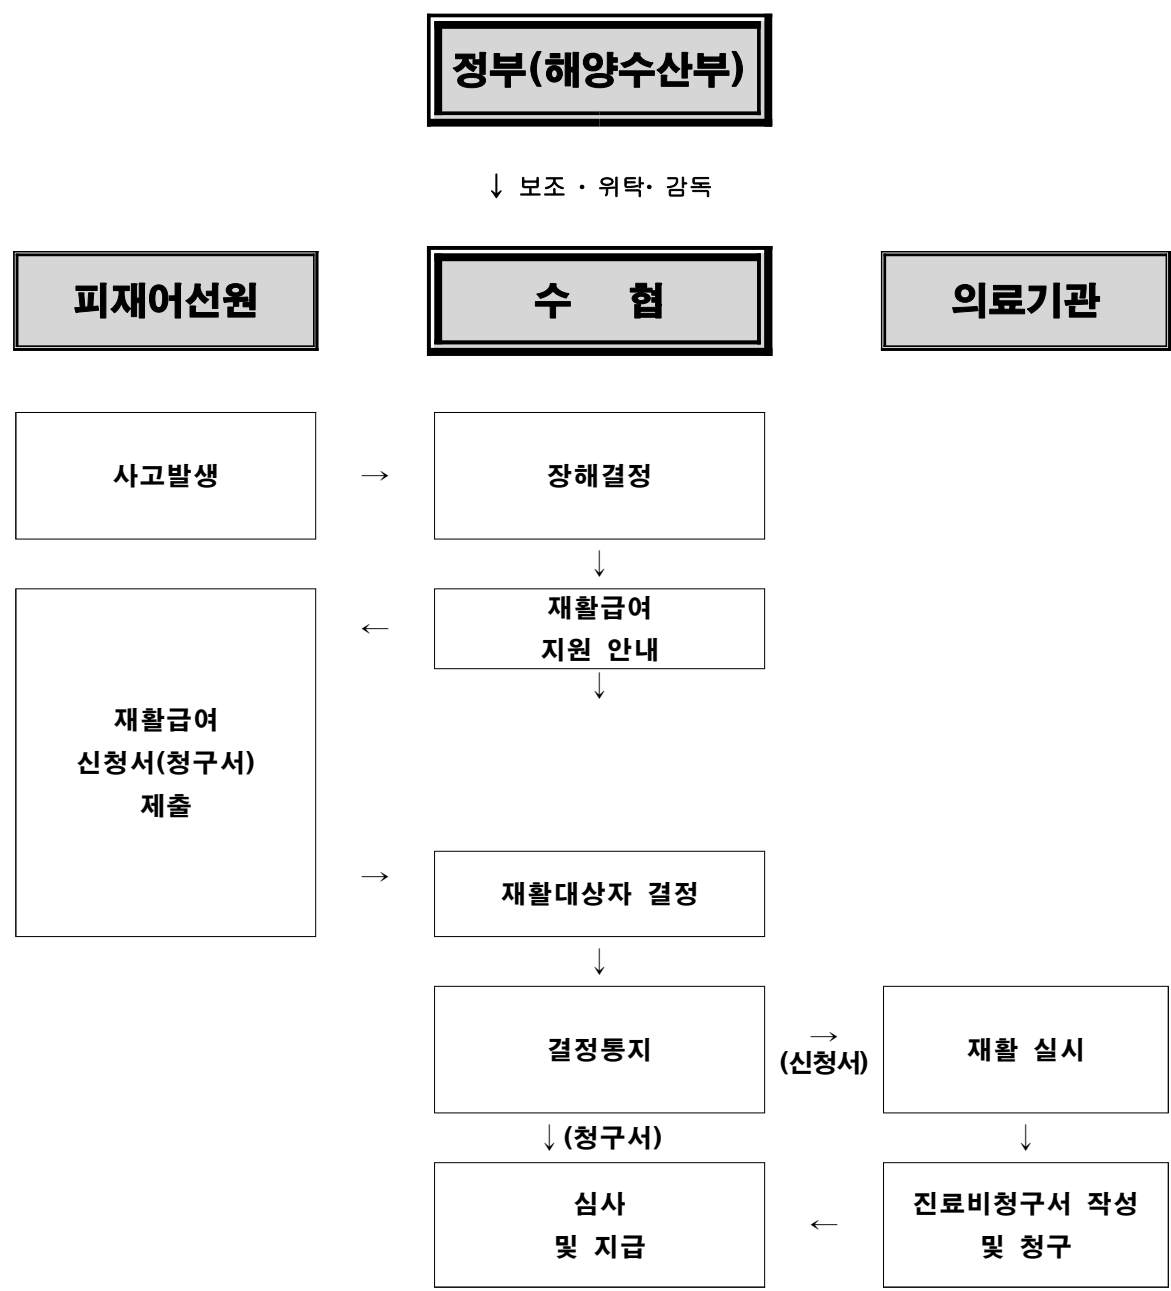 정부(해양수산부)
↓ 보조 · 위탁· 감독
피재어선원
수 협
의료기관
사고발생
→
장해결정
↓
재활급여
지원 안내
←
↓
재활급여
신청서(청구서)
제출
→
재활대상자 결정
↓
결정통지
→
(신청서)
재활 실시
↓ (청구서)
↓
심사
및 지급
←
진료비청구서 작성
및 청구